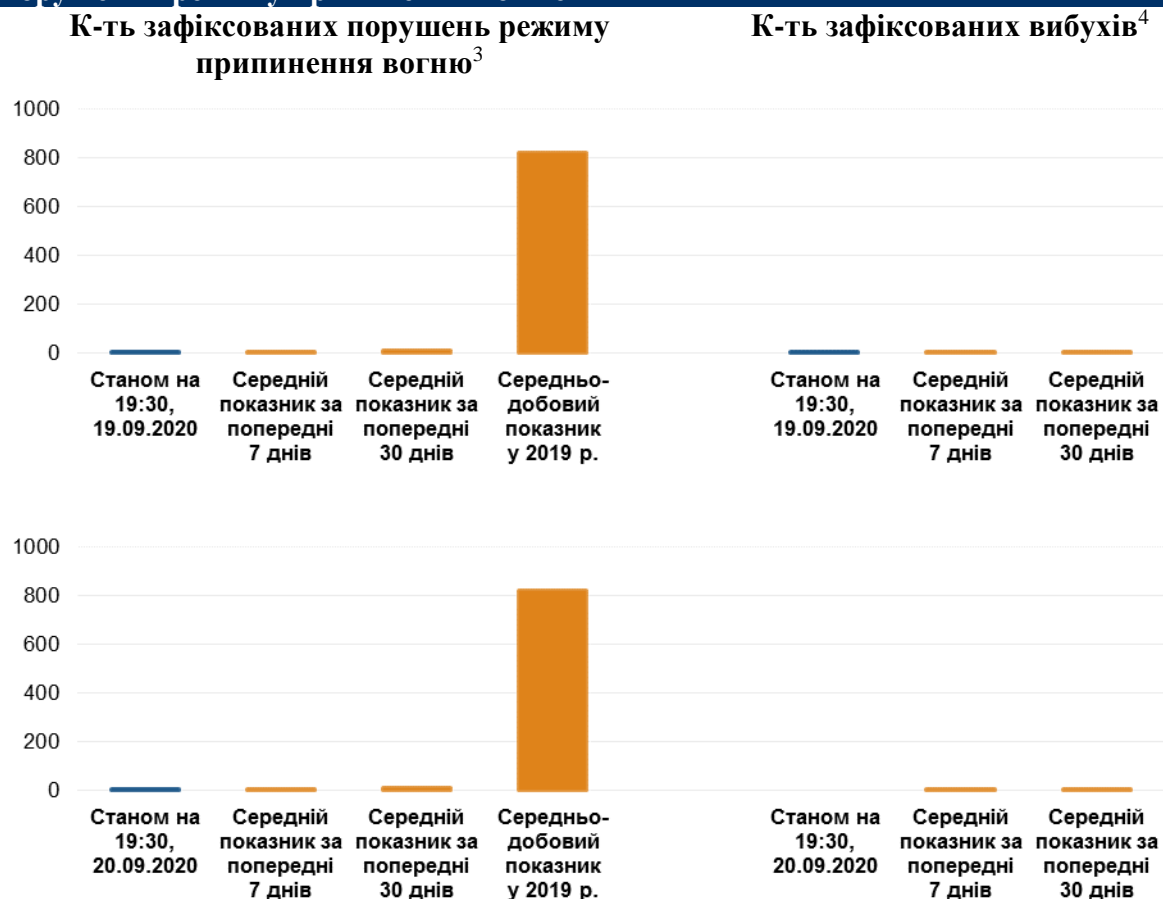 К-ть зафіксованих порушень режиму
припинення вогню³
К-ть зафіксованих вибухів⁴
1000
800
600
400
200
0
Станом на
19:30,
19.09.2020
Середній
показник за
попередні
7 днів
Середній
показник за
попередні
30 днів
Середньо-
добовий
показник
у 2019 р.
Станом на
19:30,
19.09.2020
Середній
показник за
попередні
7 днів
Середній
показник за
попередні
30 днів
1000
800
600
400
200
0
Станом на
19:30,
20.09.2020
Середній
показник за
попередні
7 днів
Середній
показник за
попередні
30 днів
Середньо-
добовий
показник
у 2019 р.
Станом на
19:30,
20.09.2020
Середній
показник за
попередні
7 днів
Середній
показник за
попередні
30 днів